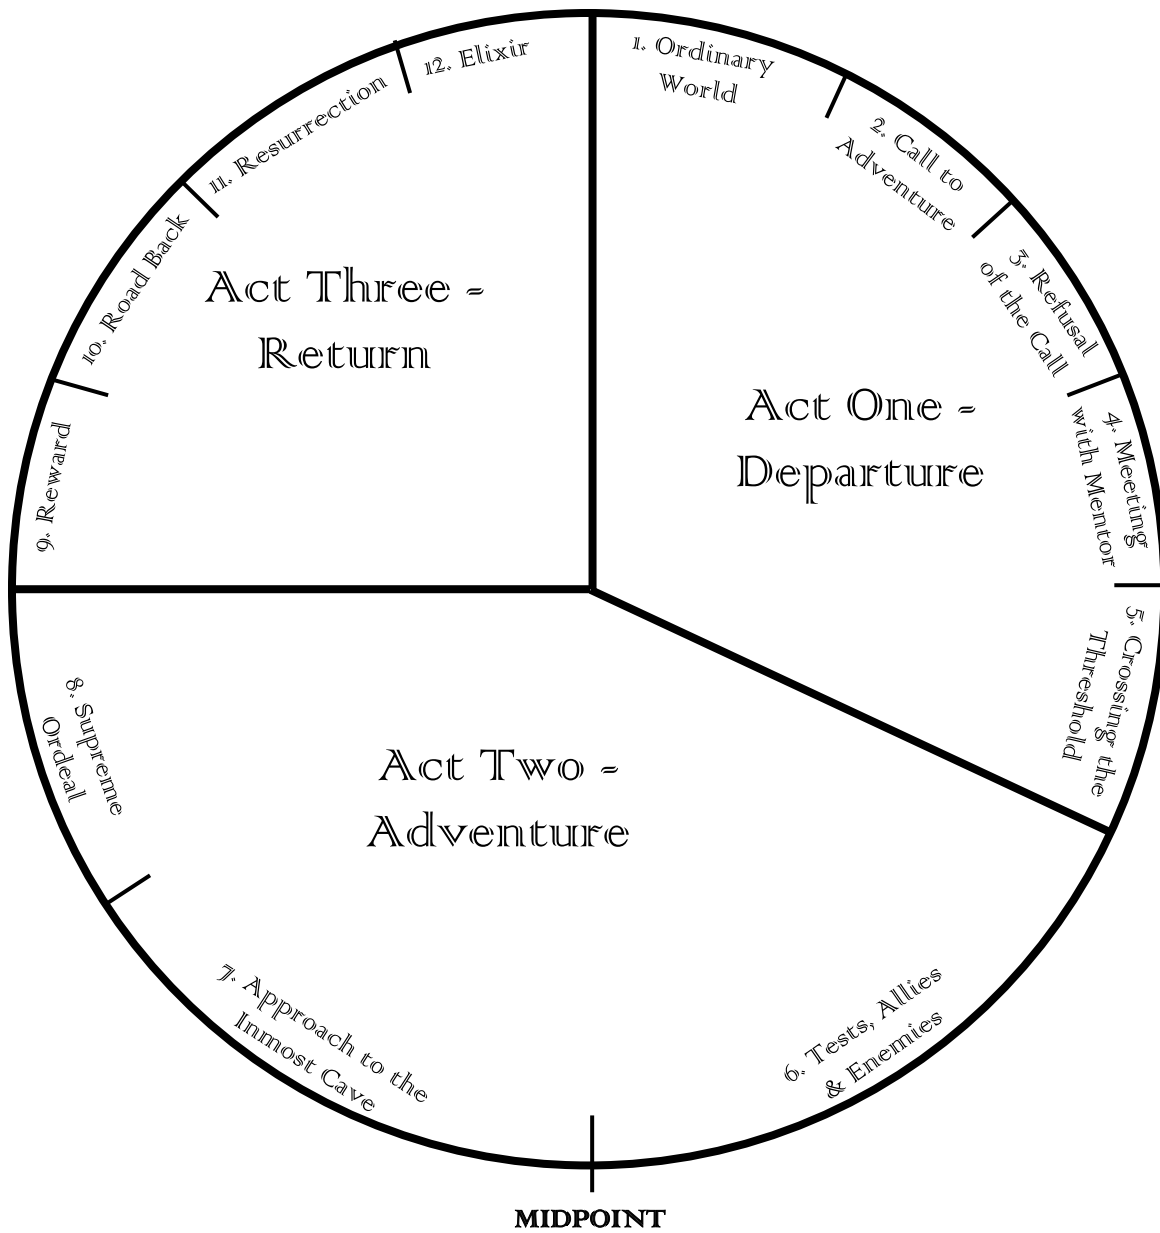 1. Ordinary
World
2. Call to
Adventure
3. Refusal
of the Call
4. Meeting
with Mentor
5. Crossing the
Threshold
6. Tests, Allies
& Enemies
7. Approach to the
Inmost Cave
8. Supreme
Ordeal
9. Reward
10. Road Back
11. Resurrection
12. Elixir
Act One -
Departure
Act Two -
Adventure
Act Three -
Return
MIDPOINT